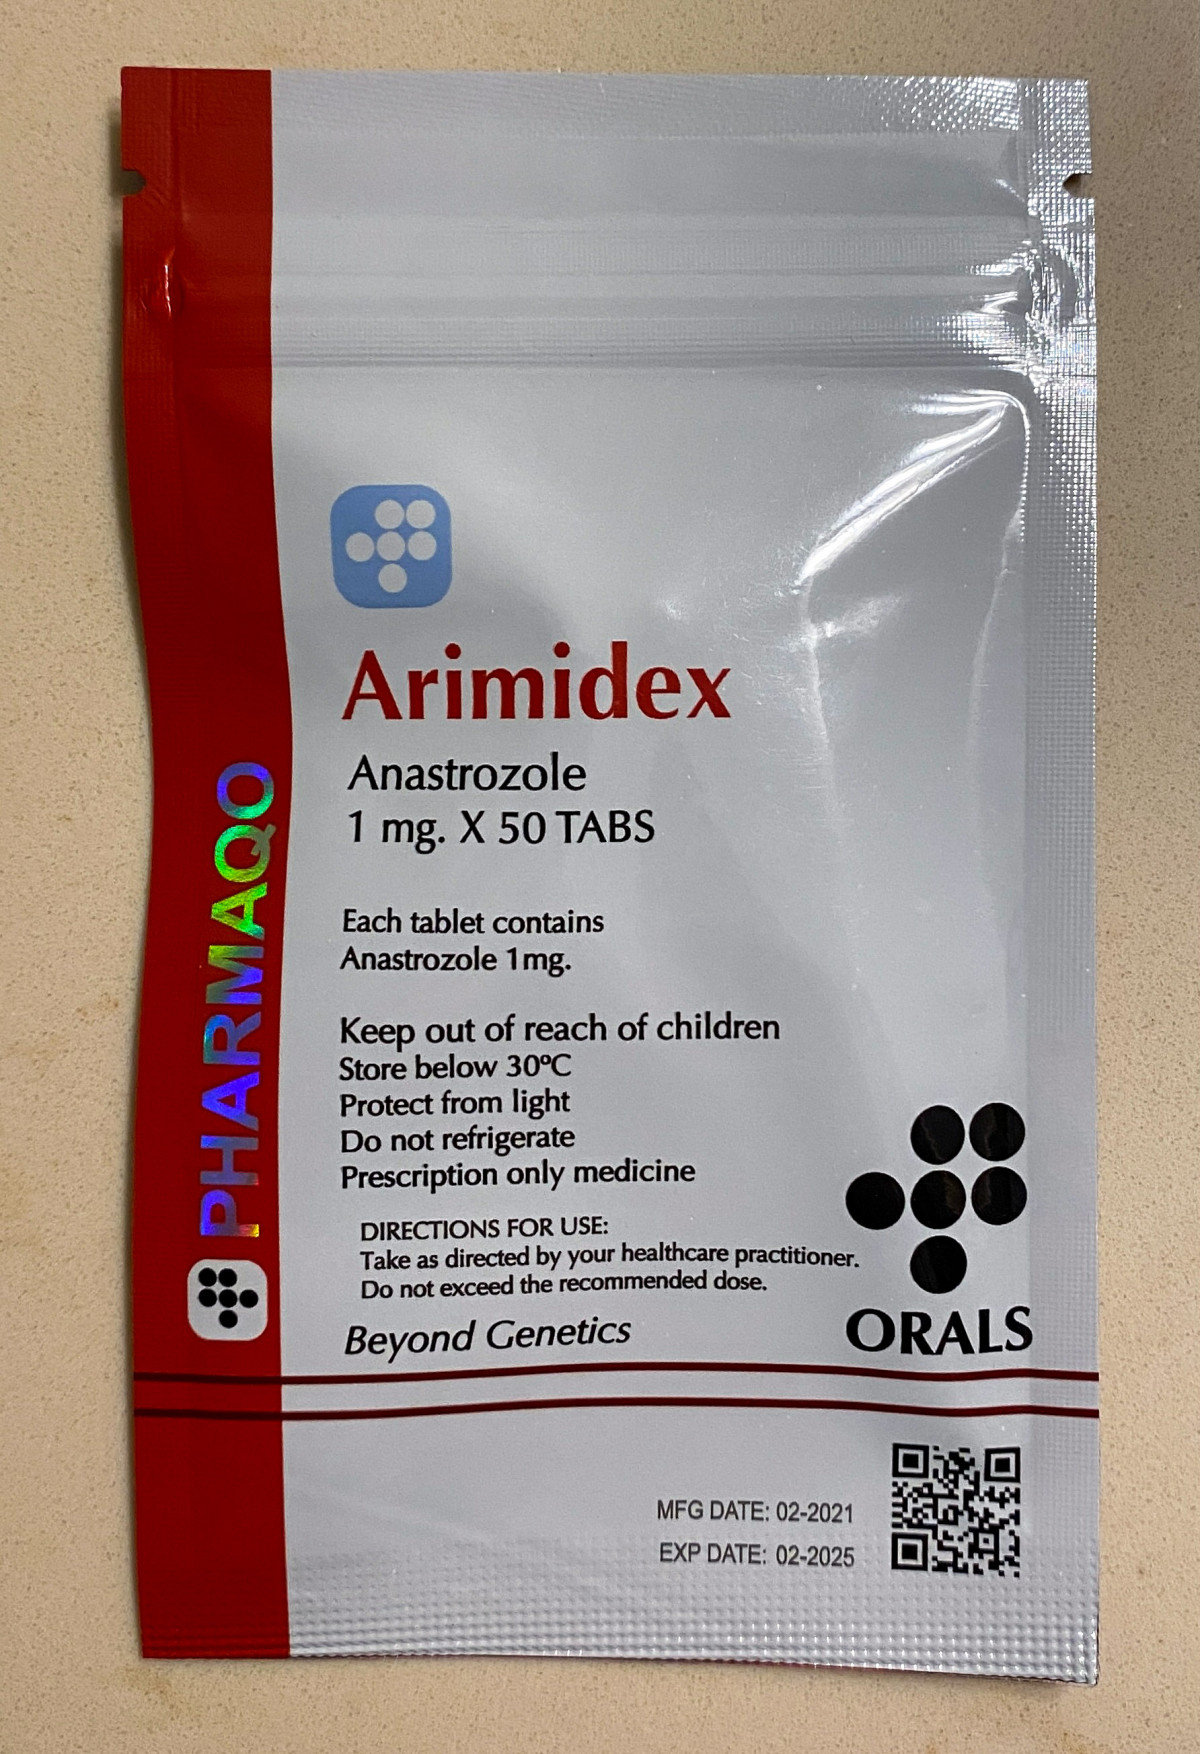 PHARMAQO
Arimidex
Anastrozole
1 mg. X 50 TABS
Each tablet contains
Anastrozole 1mg.
Keep out of reach of children
Store below 30ºC
Protect from light
Do not refrigerate
Prescription only medicine
DIRECTIONS FOR USE:
Take as directed by your healthcare practitioner.
Do not exceed the recommended dose.
Beyond Genetics
ORALS
MFG DATE: 02-2021
EXP DATE: 02-2025